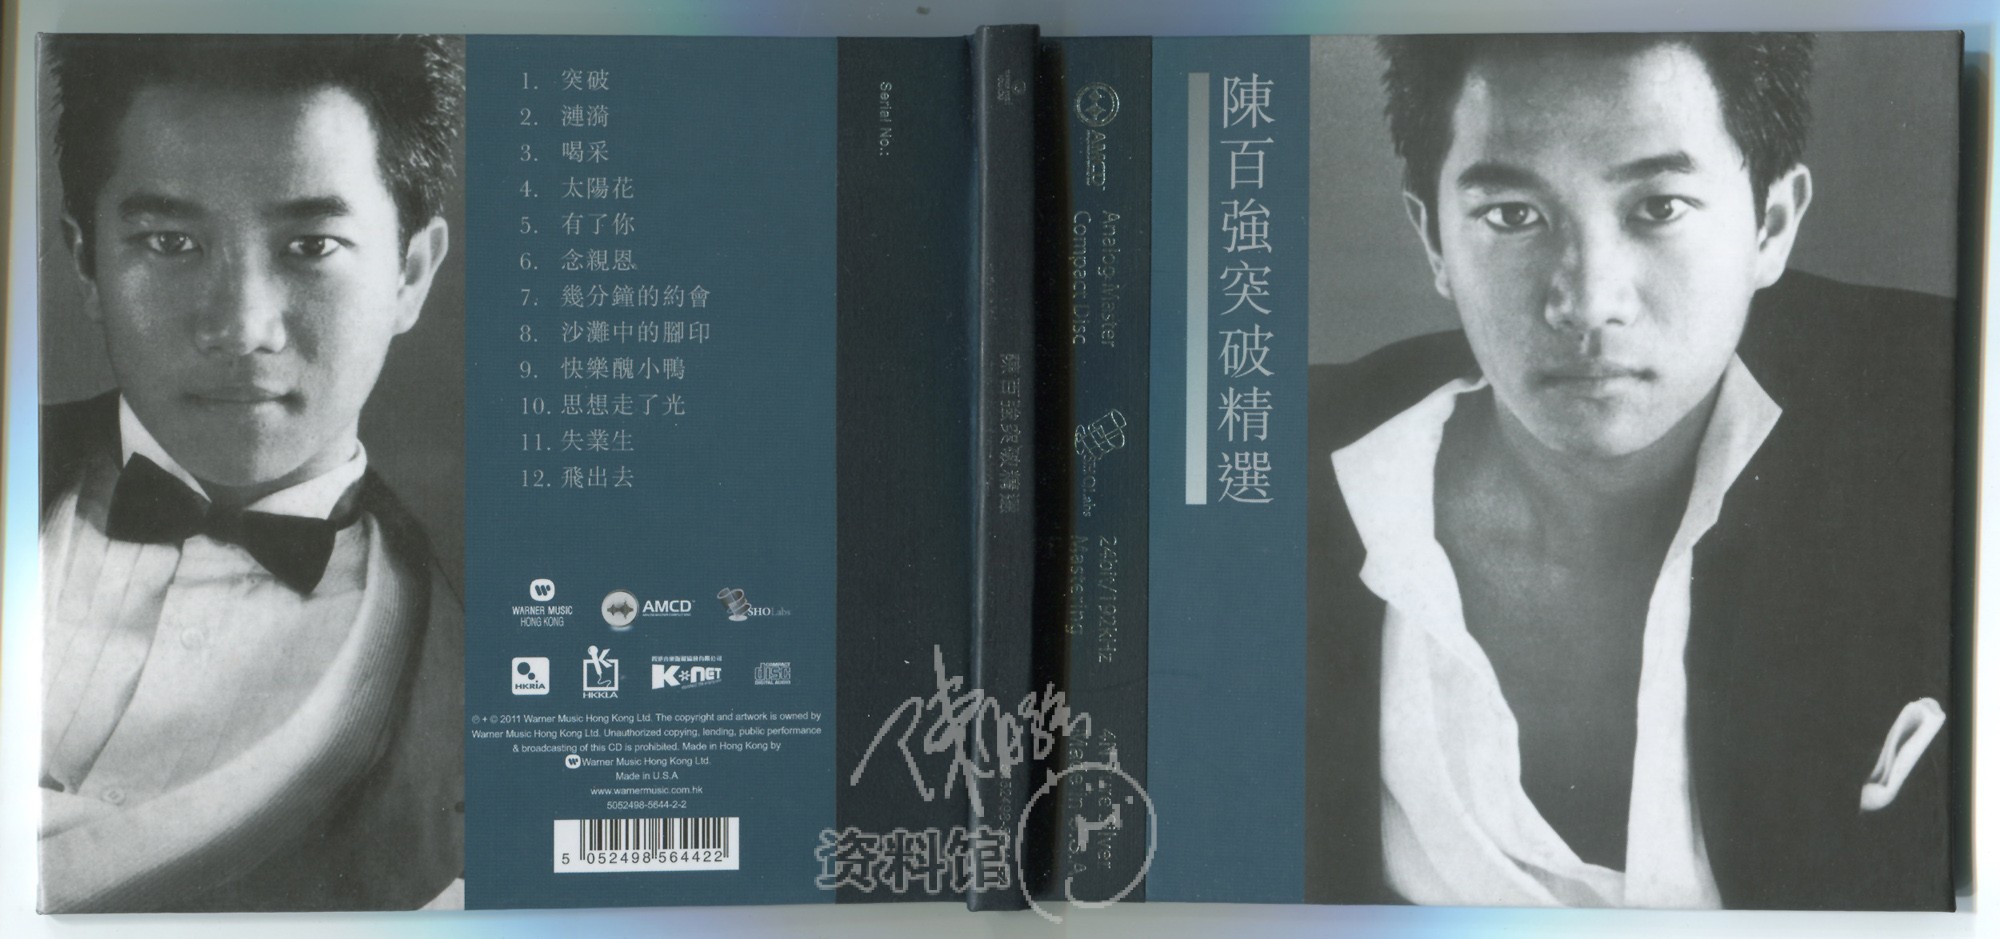 1. 突破
2. 漣漪
3. 喝采
4. 太陽花
5. 有了你
6. 念親恩
7. 幾分鐘的約會
8. 沙灘中的腳印
9. 快樂醜小鴨
10. 思想走了光
11. 失業生
12. 飛出去
WARNER MUSIC
HONG KONG
AMCD™
SHOLabs
HKRIA
HKKLA
K*NET
COMPACT
disc
DIGITAL AUDIO
℗ + © 2011 Warner Music Hong Kong Ltd. The copyright and artwork is owned by
Warner Music Hong Kong Ltd. Unauthorized copying, lending, public performance
& broadcasting of this CD is prohibited. Made in Hong Kong by
Warner Music Hong Kong Ltd.
Made in U.S.A
www.warnermusic.com.hk
5052498-5644-2-2
5 052498 564422
Serial No.:
陳百強突破精選
AMCD
Analog Master
Compact Disc
24bit/192kHz
Mastering
Made in U.S.A
陳百強突破精選
资料馆